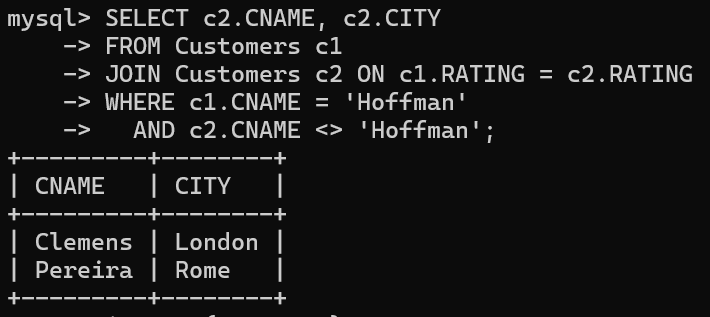 mysql> SELECT c2.CNAME, c2.CITY
    -> FROM Customers c1
    -> JOIN Customers c2 ON c1.RATING = c2.RATING
    -> WHERE c1.CNAME = 'Hoffman'
    ->   AND c2.CNAME <> 'Hoffman';
+---------+--------+
| CNAME   | CITY   |
+---------+--------+
| Clemens | London |
| Pereira | Rome   |
+---------+--------+